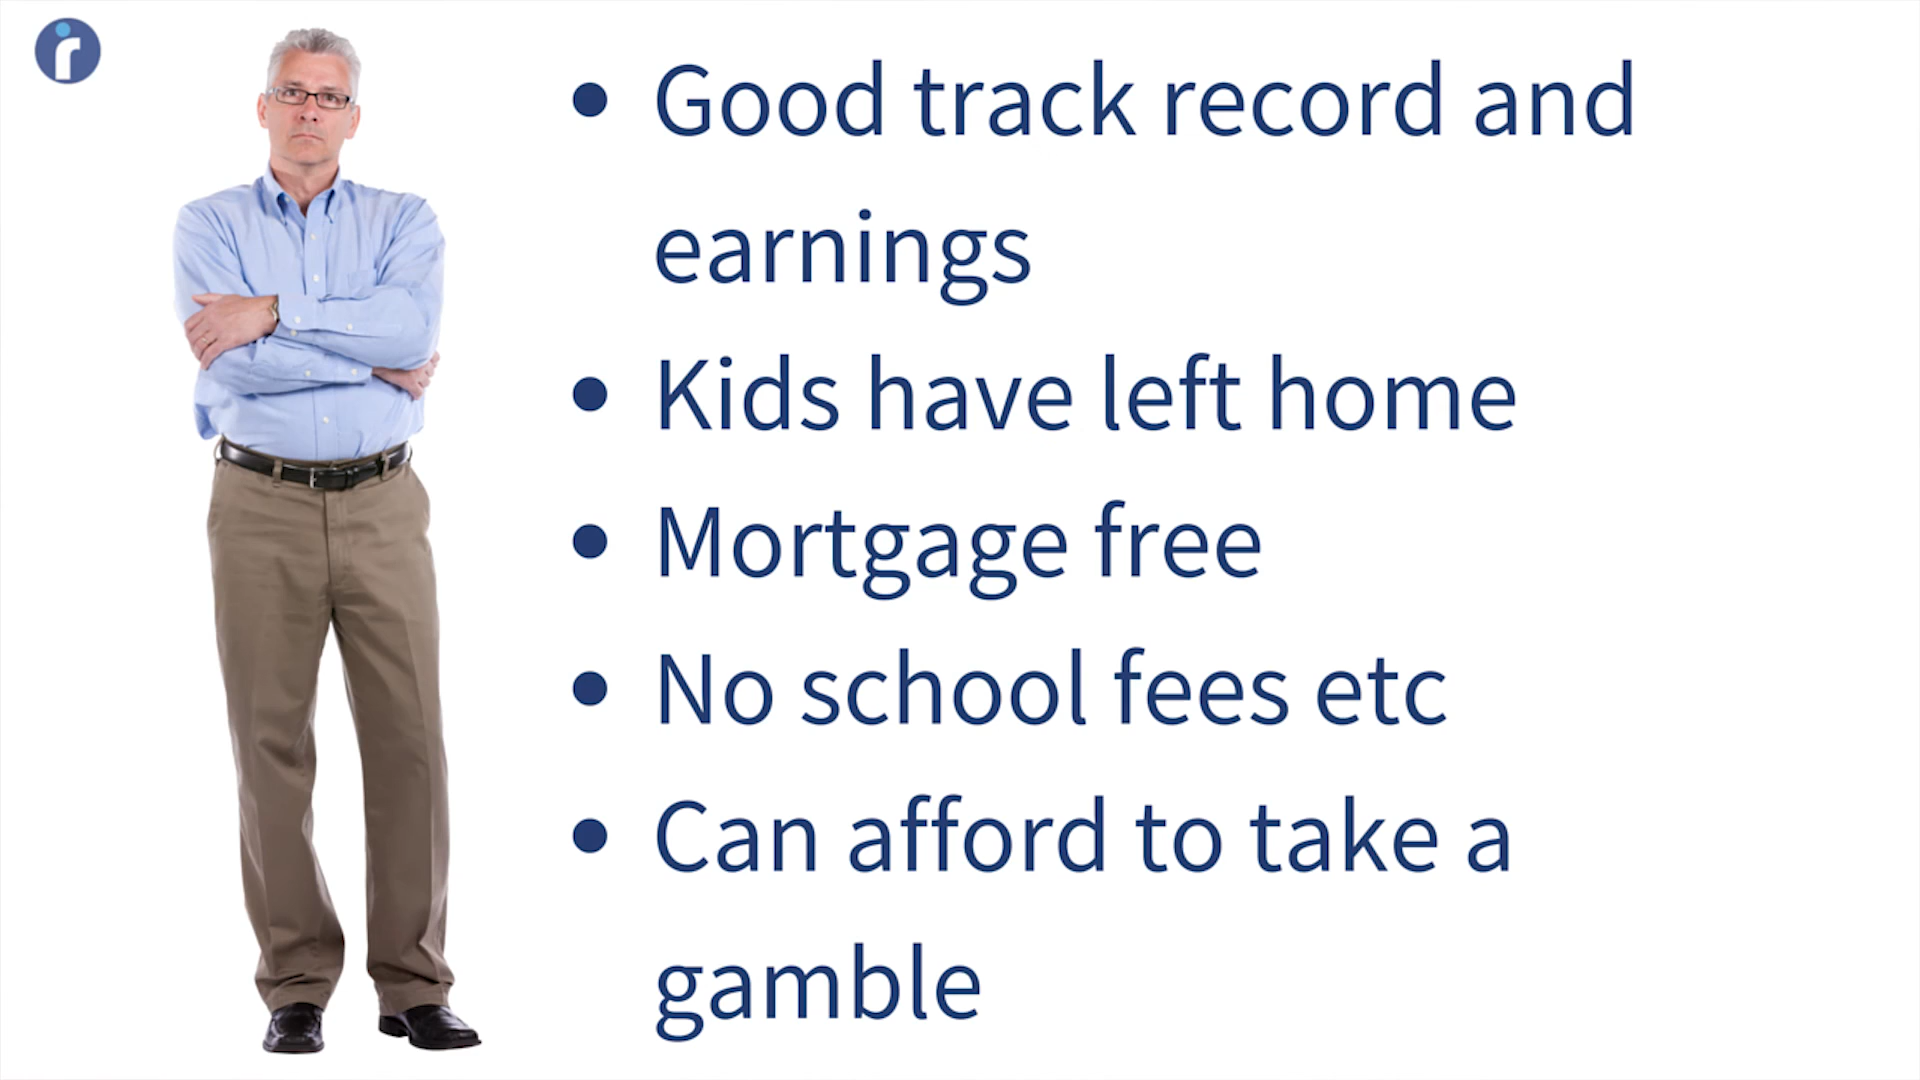 • Good track record and
earnings
• Kids have left home
• Mortgage free
• No school fees etc
• Can afford to take a
gamble